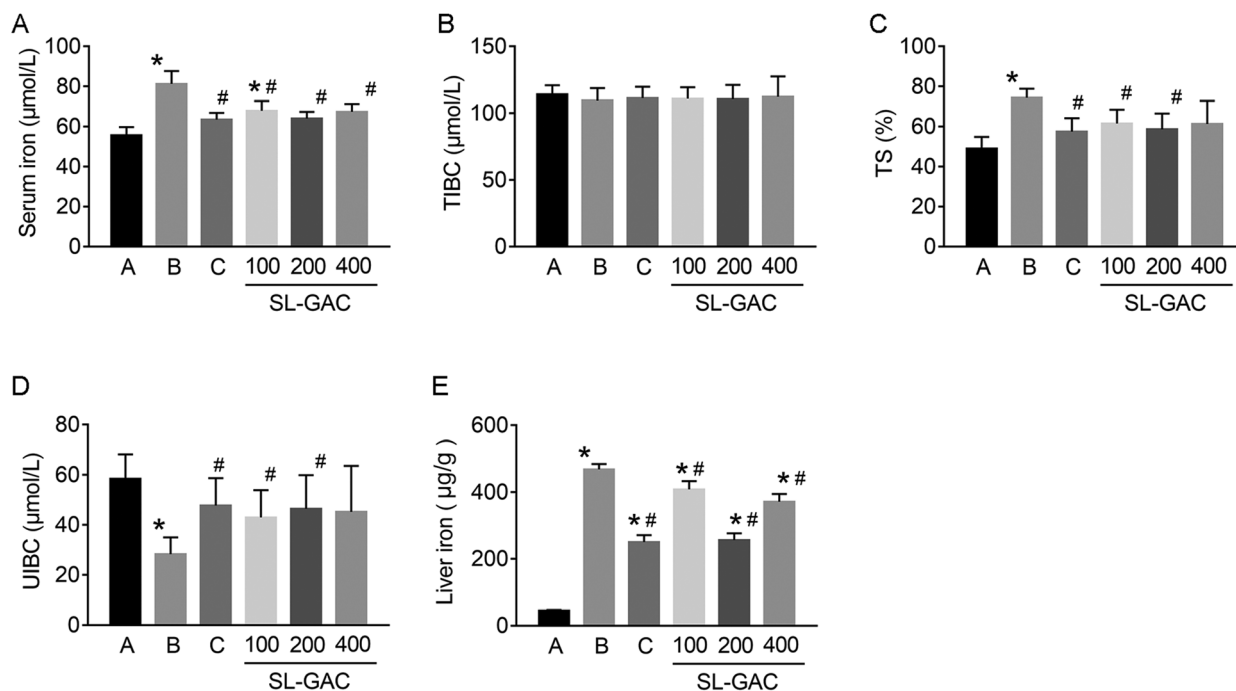 A
Serum iron (μmol/L)
100
80
60
40
20
0
* # * # # #
A B C 100 200 400
SL-GAC
B
TIBC (μmol/L)
150
100
50
0
A B C 100 200 400
SL-GAC
C
TS (%)
100
80
60
40
20
0
* # # #
A B C 100 200 400
SL-GAC
D
UIBC (μmol/L)
80
60
40
20
0
* # # #
A B C 100 200 400
SL-GAC
E
Liver iron ( μg/g )
600
400
200
0
* * # * # * # * #
A B C 100 200 400
SL-GAC